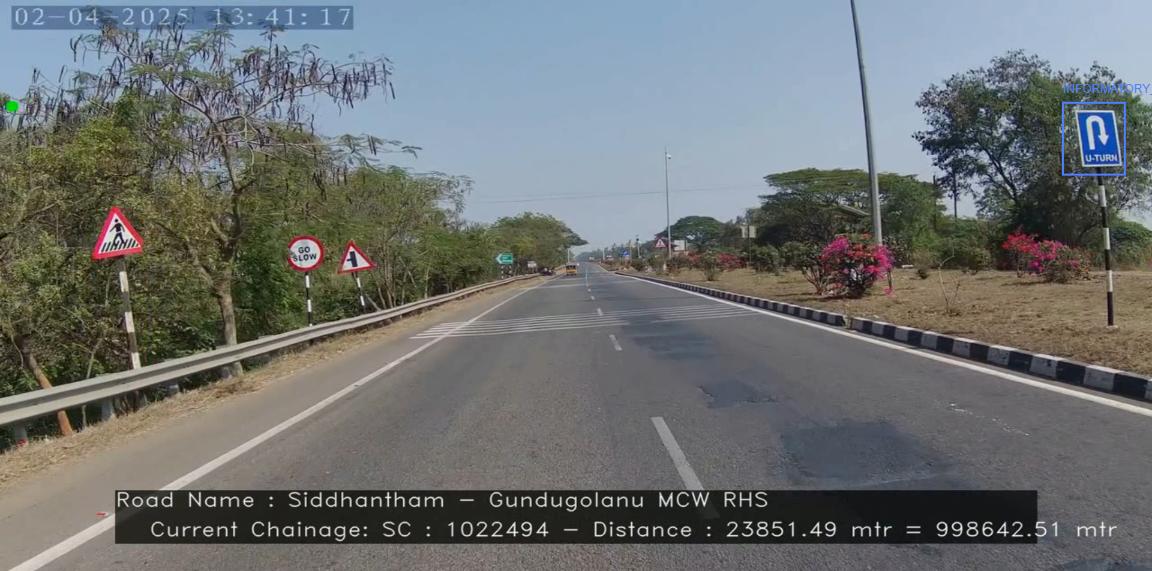 02-04-2025 13:41:17
INFORMATORY
U-TURN
GO
SLOW
Road Name : Siddhantham - Gundugolanu MCW RHS
Current Chainage: SC : 1022494 - Distance : 23851.49 mtr = 998642.51 mtr